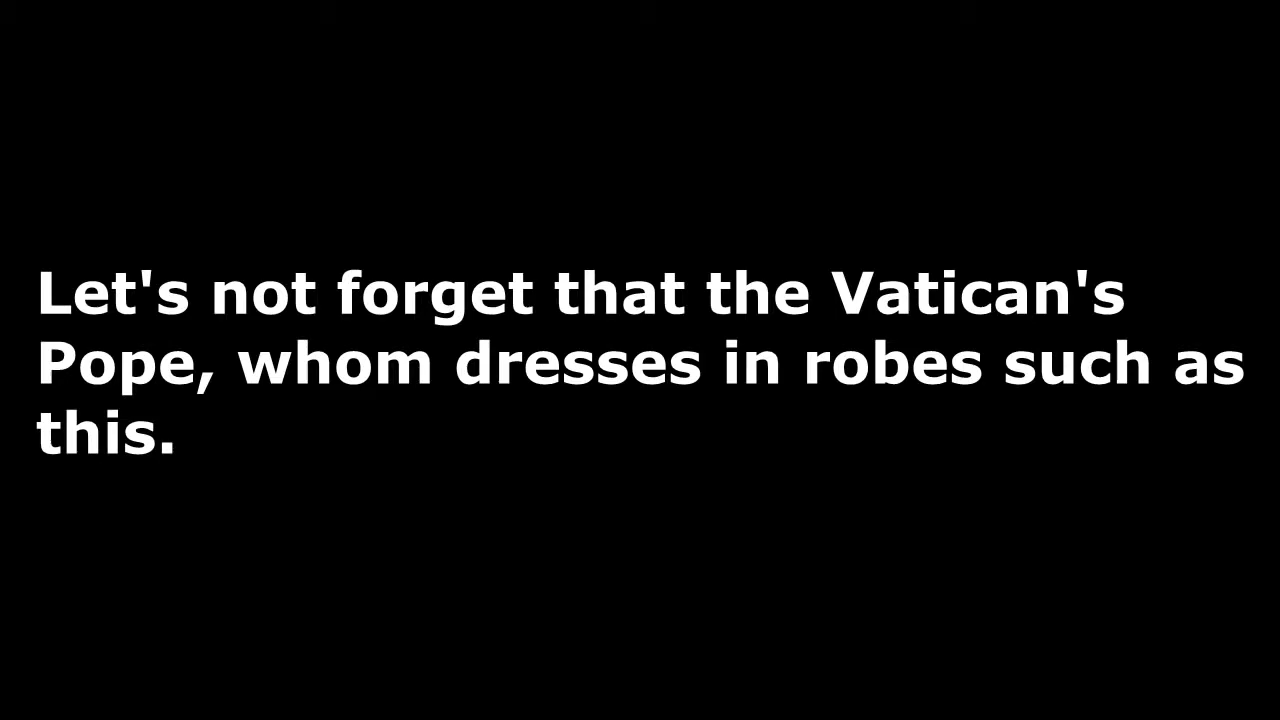 Let's not forget that the Vatican's
Pope, whom dresses in robes such as
this.